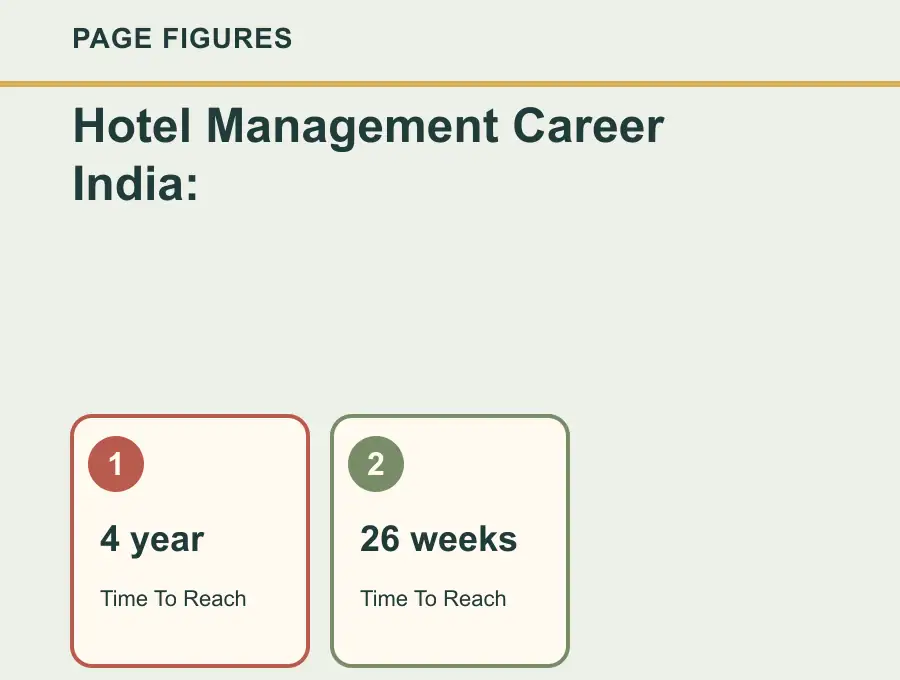 PAGE FIGURES
Hotel Management Career
India:
1
4 year
Time To Reach
2
26 weeks
Time To Reach